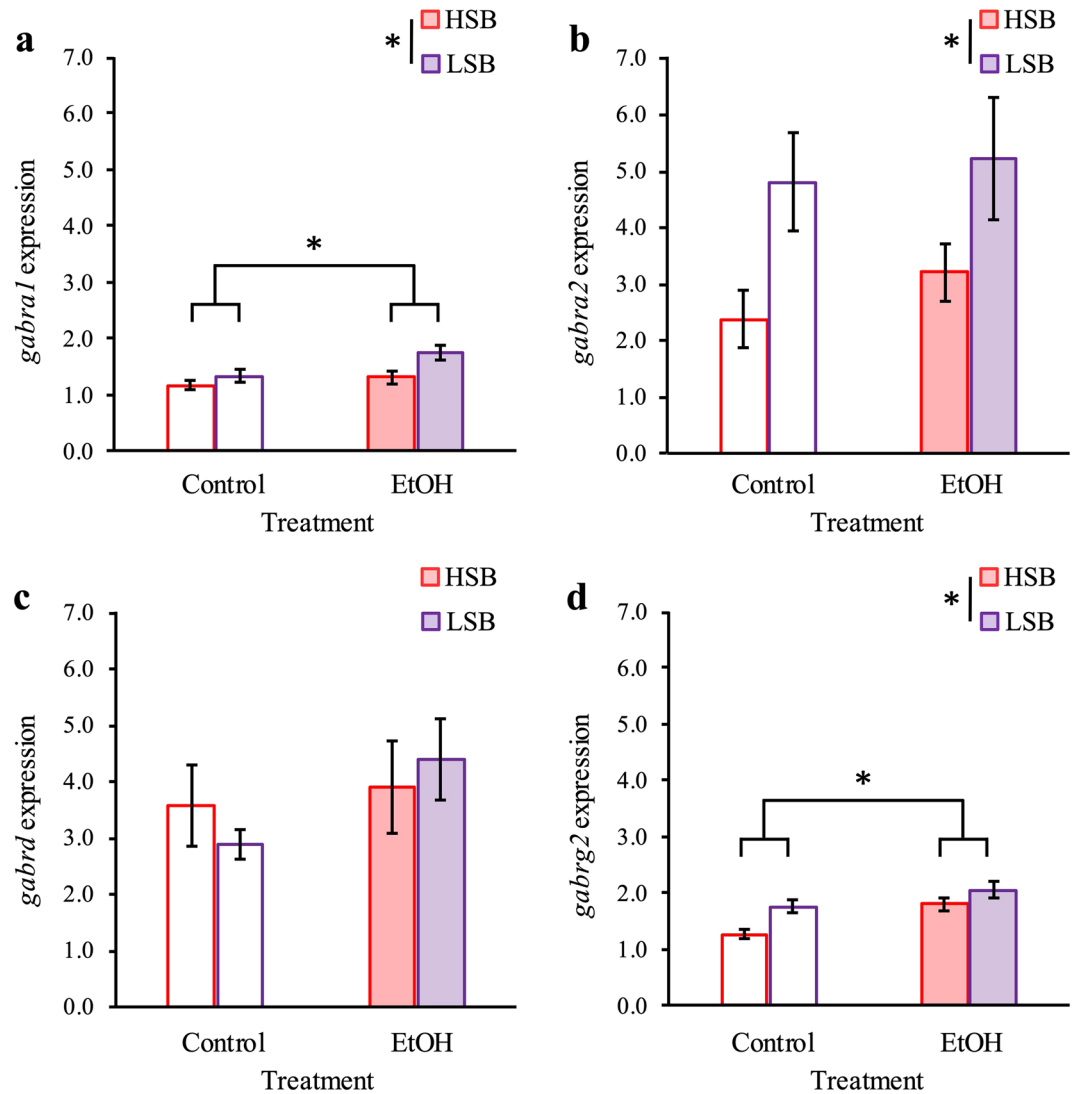 a
* HSB
LSB
7.0
6.0
5.0
4.0
3.0
2.0
1.0
0.0
gabra1 expression
*
Control EtOH
Treatment
b
* HSB
LSB
7.0
6.0
5.0
4.0
3.0
2.0
1.0
0.0
gabra2 expression
Control EtOH
Treatment
c
HSB
LSB
7.0
6.0
5.0
4.0
3.0
2.0
1.0
0.0
gabrd expression
Control EtOH
Treatment
d
* HSB
LSB
7.0
6.0
5.0
4.0
3.0
2.0
1.0
0.0
gabrg2 expression
*
Control EtOH
Treatment